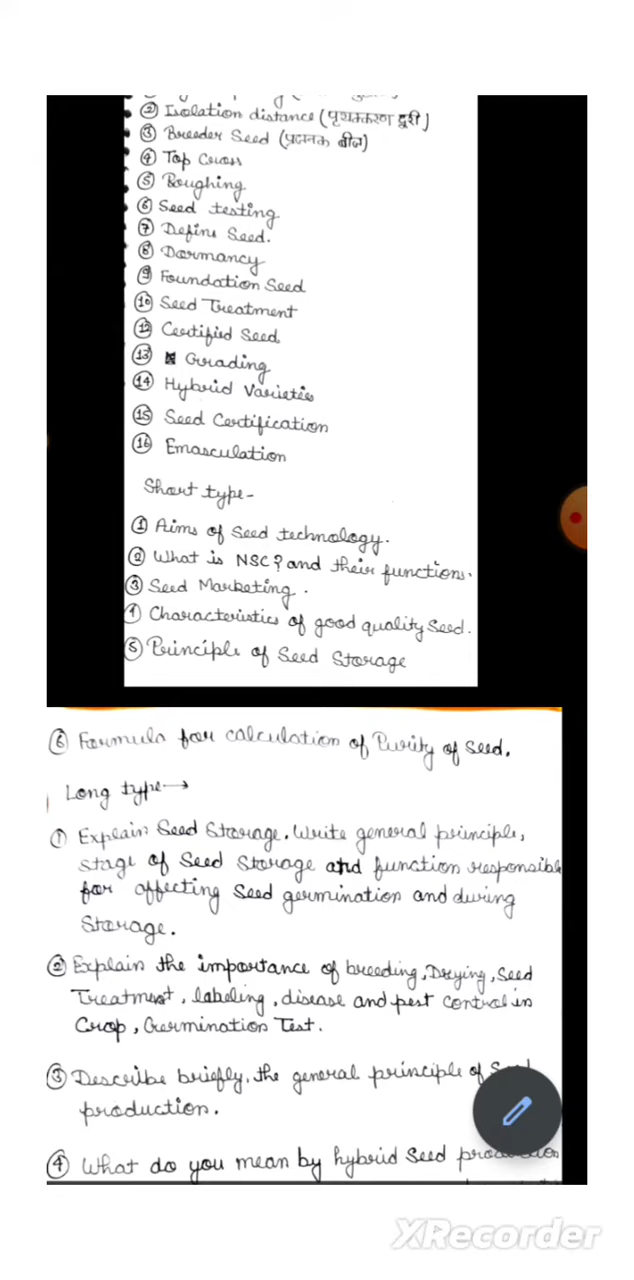 ② Isolation distance (पृथक्करण दूरी)
③ Breeder Seed (प्रजनक बीज)
④ Top Cross
⑤ Roughing
⑥ Seed testing
⑦ Define Seed.
⑧ Dormancy
⑨ Foundation Seed
⑩ Seed Treatment
⑫ Certified Seed
⑬ Grading
⑭ Hybrid Varieties
⑮ Seed Certification
⑯ Emasculation
Short type-
① Aims of Seed technology.
② What is NSC? and their functions.
③ Seed Marketing.
④ Characteristics of good quality Seed.
⑤ Principle of Seed Storage
⑥ Formula for calculation of Purity of Seed.
Long type→
① Explain Seed Storage. Write general principle,
stage of Seed Storage and function responsible
for affecting Seed germination and during
Storage.
② Explain the importance of breeding, Drying, Seed
Treatment, labeling, disease and pest control in
Crop, Germination Test.
③ Describe briefly, the general principle of Seed
production.
④ What do you mean by hybrid Seed production
XRecorder